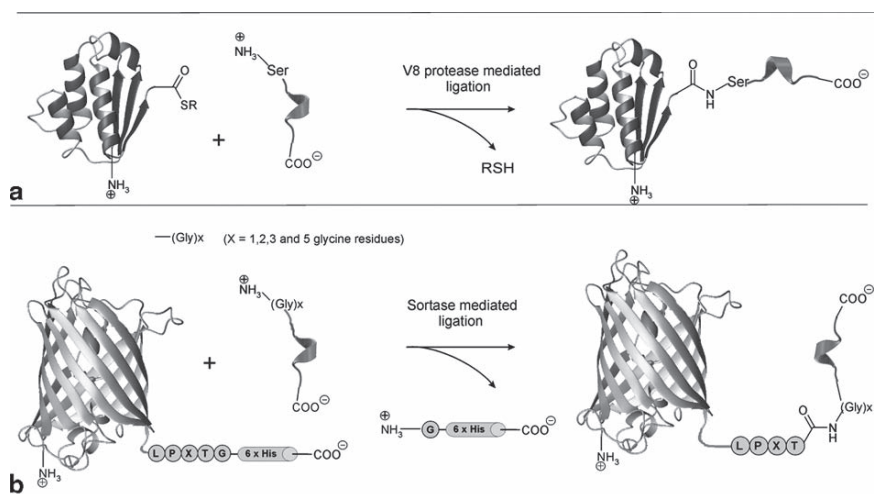 ⊕
NH3
Ser
COO ⊖
O
SR
+
NH3
⊕
V8 protease mediated
ligation
RSH
O
N
H
Ser
COO ⊖
NH3
⊕
a
—(Gly)x (X = 1,2,3 and 5 glycine residues)
⊕
NH3
(Gly)x
COO ⊖
+
L P X T G 6 x His COO ⊖
NH3
⊕
Sortase mediated
ligation
⊕
NH3 G 6 x His COO ⊖
COO ⊖
(Gly)x
O
N
H
L P X T
NH3
⊕
b